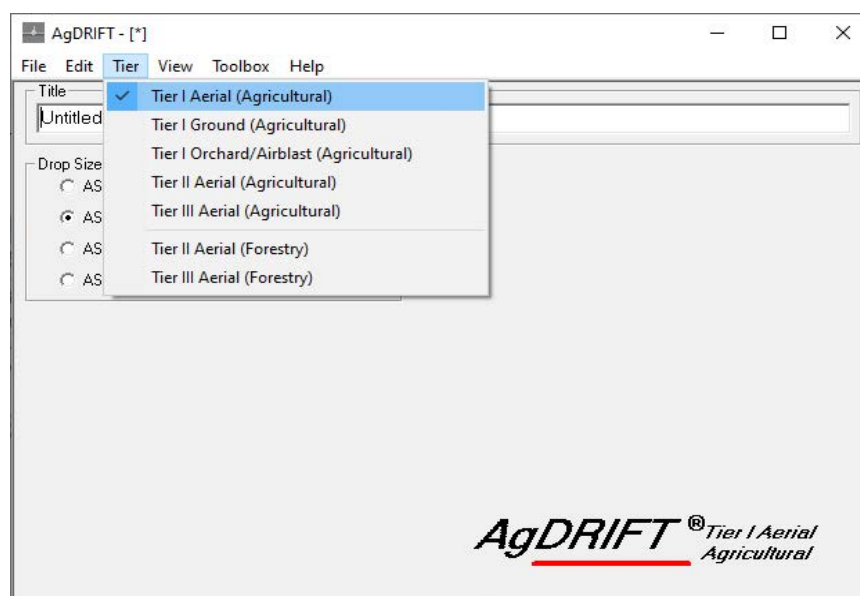 AgDRIFT - [*]
File Edit Tier View Toolbox Help
Title
Untitled
Tier I Aerial (Agricultural)
Tier I Ground (Agricultural)
Tier I Orchard/Airblast (Agricultural)
Tier II Aerial (Agricultural)
Tier III Aerial (Agricultural)
Tier II Aerial (Forestry)
Tier III Aerial (Forestry)
Drop Size
AS
AS
AS
AS
AgDRIFT ® Tier I Aerial
Agricultural